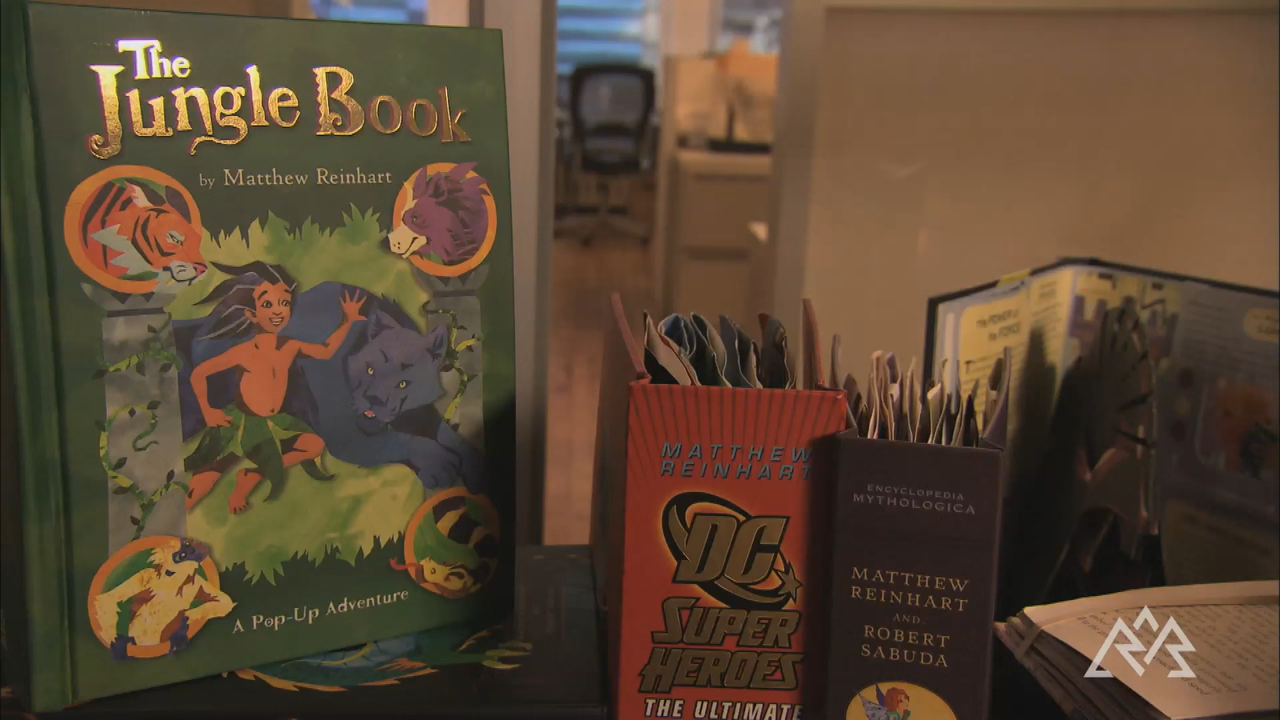 The
Jungle Book
by Matthew Reinhart
A Pop-Up Adventure
MATTHEW
REINHART
DC
SUPER
HEROES
THE ULTIMATE
ENCYCLOPEDIA
MYTHOLOGICA
MATTHEW
REINHART
AND
ROBERT
SABUDA